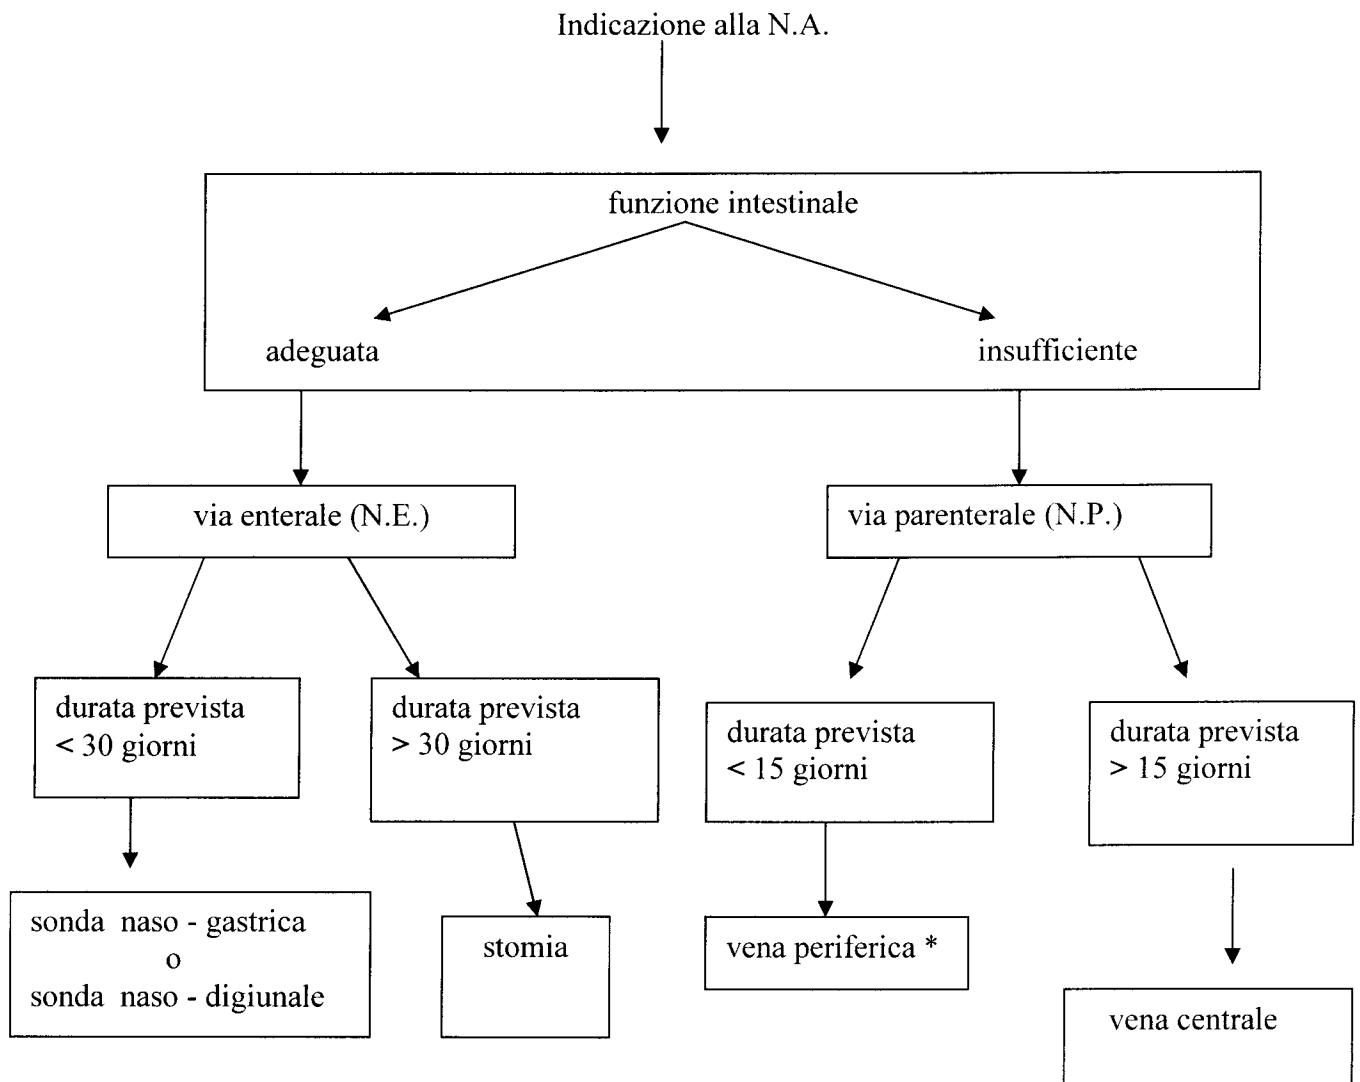 Indicazione alla N.A.
funzione intestinale
adeguata
insufficiente
via enterale (N.E.)
via parenterale (N.P.)
durata prevista
< 30 giorni
durata prevista
> 30 giorni
durata prevista
< 15 giorni
durata prevista
> 15 giorni
sonda naso - gastrica
o
sonda naso - digiunale
stomia
vena periferica *
vena centrale